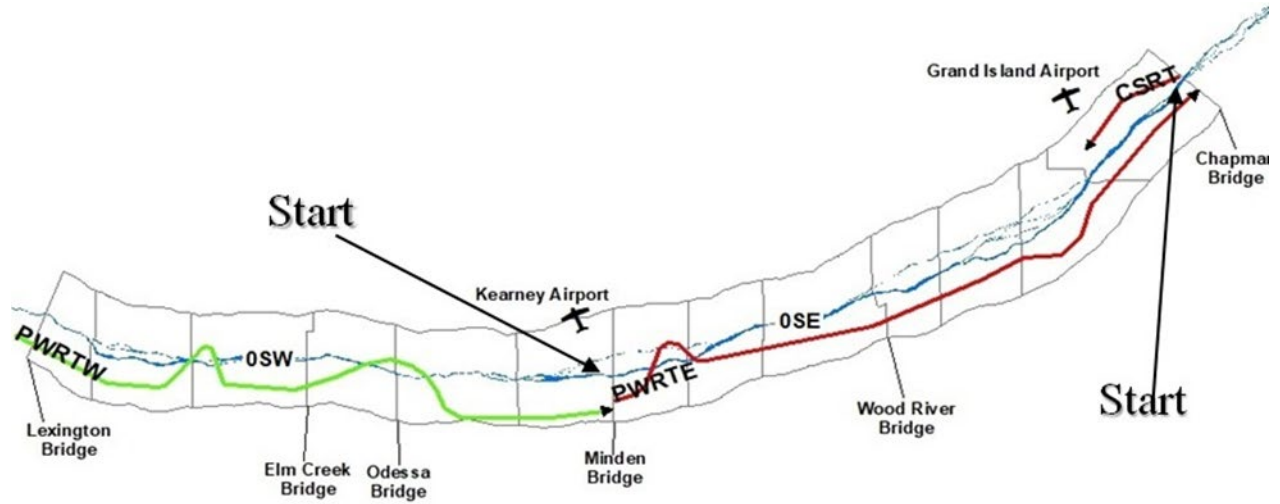 Grand Island Airport
CSRT
Chapman
Bridge
Start
Kearney Airport
0SE
PWRTW
0SW
PWRTE
Start
Wood River
Bridge
Lexington
Bridge
Elm Creek
Bridge
Odessa
Bridge
Minden
Bridge